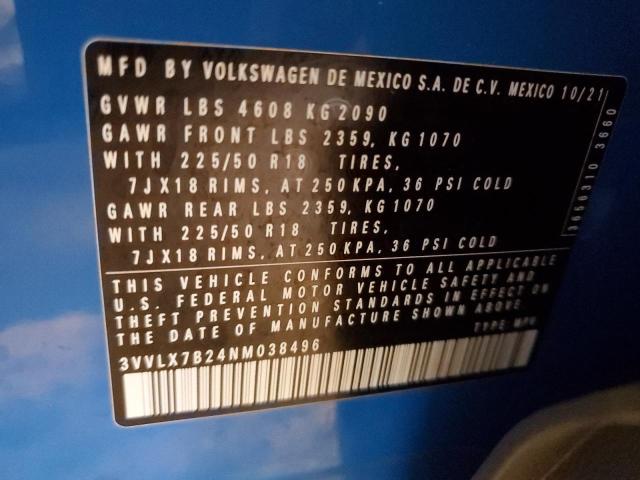 MFD BY VOLKSWAGEN DE MEXICO S.A. DE C.V. MEXICO 10/21
GVWR LBS 4608 KG 2090
GAWR FRONT LBS 2359, KG 1070
WITH 225/50 R18 TIRES,
7JX18 RIMS, AT 250 KPA, 36 PSI COLD
GAWR REAR LBS 2359, KG 1070
WITH 225/50 R18 TIRES,
7JX18 RIMS, AT 250 KPA, 36 PSI COLD
THIS VEHICLE CONFORMS TO ALL APPLICABLE
U.S. FEDERAL MOTOR VEHICLE SAFETY AND
THEFT PREVENTION STANDARDS IN EFFECT ON
THE DATE OF MANUFACTURE SHOWN ABOVE
TYPE MPV
3VVLX7B24NM038496
3656310 3660